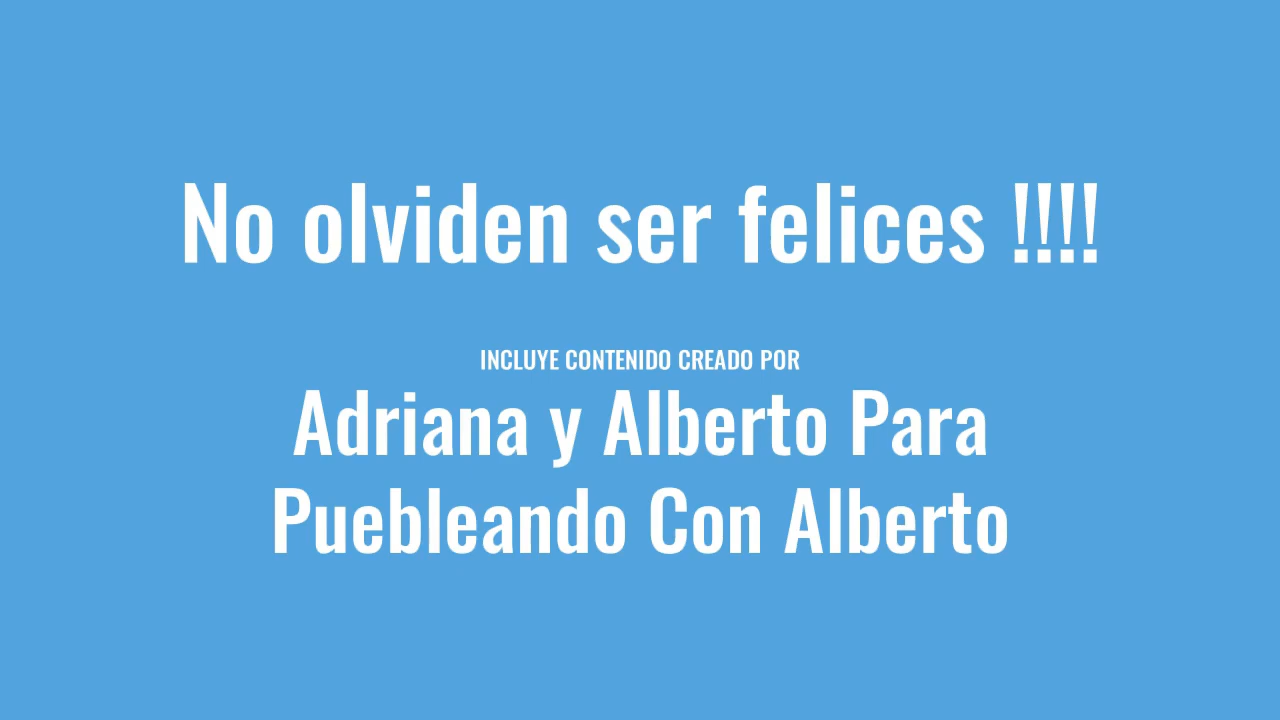 No olviden ser felices !!!!
INCLUYE CONTENIDO CREADO POR
Adriana y Alberto Para
Puebleando Con Alberto